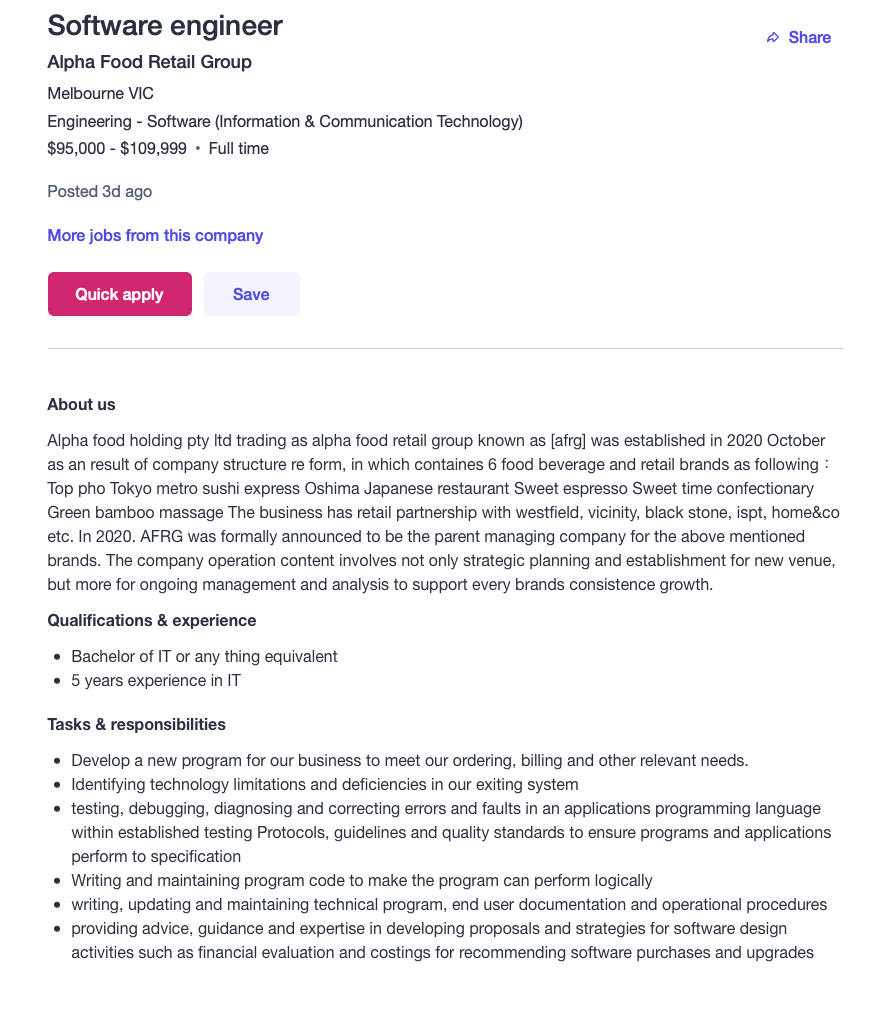 Software engineer
Share
Alpha Food Retail Group
Melbourne VIC
Engineering - Software (Information & Communication Technology)
$95,000 - $109,999 • Full time
Posted 3d ago
More jobs from this company
Quick apply
Save
About us
Alpha food holding pty ltd trading as alpha food retail group known as [afrg] was established in 2020 October
as an result of company structure re form, in which containes 6 food beverage and retail brands as following：
Top pho Tokyo metro sushi express Oshima Japanese restaurant Sweet espresso Sweet time confectionary
Green bamboo massage The business has retail partnership with westfield, vicinity, black stone, ispt, home&co
etc. In 2020. AFRG was formally announced to be the parent managing company for the above mentioned
brands. The company operation content involves not only strategic planning and establishment for new venue,
but more for ongoing management and analysis to support every brands consistence growth.
Qualifications & experience
• Bachelor of IT or any thing equivalent
• 5 years experience in IT
Tasks & responsibilities
• Develop a new program for our business to meet our ordering, billing and other relevant needs.
• Identifying technology limitations and deficiencies in our exiting system
• testing, debugging, diagnosing and correcting errors and faults in an applications programming language
within established testing Protocols, guidelines and quality standards to ensure programs and applications
perform to specification
• Writing and maintaining program code to make the program can perform logically
• writing, updating and maintaining technical program, end user documentation and operational procedures
• providing advice, guidance and expertise in developing proposals and strategies for software design
activities such as financial evaluation and costings for recommending software purchases and upgrades